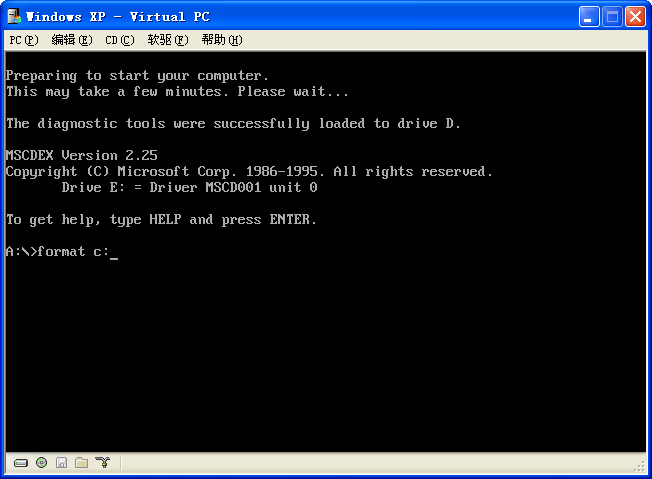 Windows XP - Virtual PC
PC(P) 编辑(E) CD(C) 软驱(F) 帮助(H)
Preparing to start your computer.
This may take a few minutes. Please wait...
The diagnostic tools were successfully loaded to drive D.
MSCDEX Version 2.25
Copyright (C) Microsoft Corp. 1986-1995. All rights reserved.
Drive E: = Driver MSCD001 unit 0
To get help, type HELP and press ENTER.
A:\>format c:_